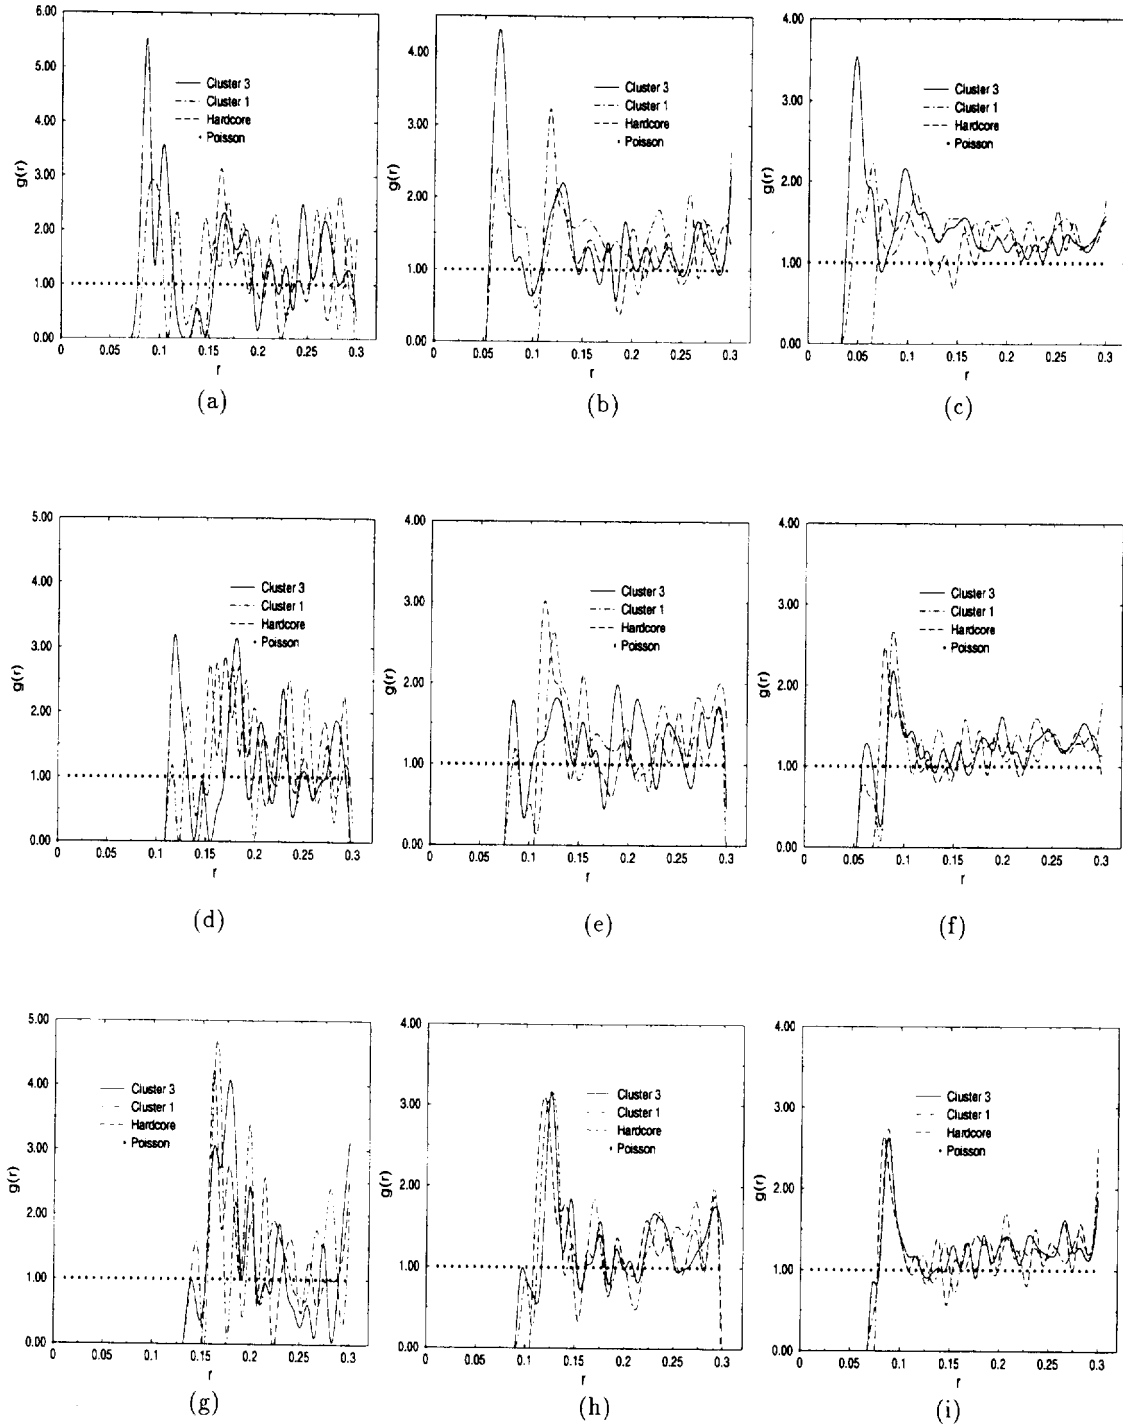 6.00
5.00
4.00
3.00
2.00
1.00
0.00
g(r)
Cluster 3
Cluster 1
Hardcore
Poisson
0 0.05 0.1 0.15 0.2 0.25 0.3
r
(a)
4.00
3.00
2.00
1.00
0.00
g(r)
Cluster 3
Cluster 1
Hardcore
Poisson
0 0.05 0.1 0.15 0.2 0.25 0.3
r
(b)
4.00
3.00
2.00
1.00
0.00
g(r)
Cluster 3
Cluster 1
Hardcore
Poisson
0 0.05 0.1 0.15 0.2 0.25 0.3
r
(c)
5.00
4.00
3.00
2.00
1.00
0.00
g(r)
Cluster 3
Cluster 1
Hardcore
Poisson
0 0.05 0.1 0.15 0.2 0.25 0.3
r
(d)
4.00
3.00
2.00
1.00
0.00
g(r)
Cluster 3
Cluster 1
Hardcore
Poisson
0 0.05 0.1 0.15 0.2 0.25 0.3
r
(e)
4.00
3.00
2.00
1.00
0.00
g(r)
Cluster 3
Cluster 1
Hardcore
Poisson
0 0.05 0.1 0.15 0.2 0.25 0.3
r
(f)
5.00
4.00
3.00
2.00
1.00
0.00
g(r)
Cluster 3
Cluster 1
Hardcore
Poisson
0 0.05 0.1 0.15 0.2 0.25 0.3
r
(g)
4.00
3.00
2.00
1.00
0.00
g(r)
Cluster 3
Cluster 1
Hardcore
Poisson
0 0.05 0.1 0.15 0.2 0.25 0.3
r
(h)
4.00
3.00
2.00
1.00
0.00
g(r)
Cluster 3
Cluster 1
Hardcore
Poisson
0 0.05 0.1 0.15 0.2 0.25 0.3
r
(i)